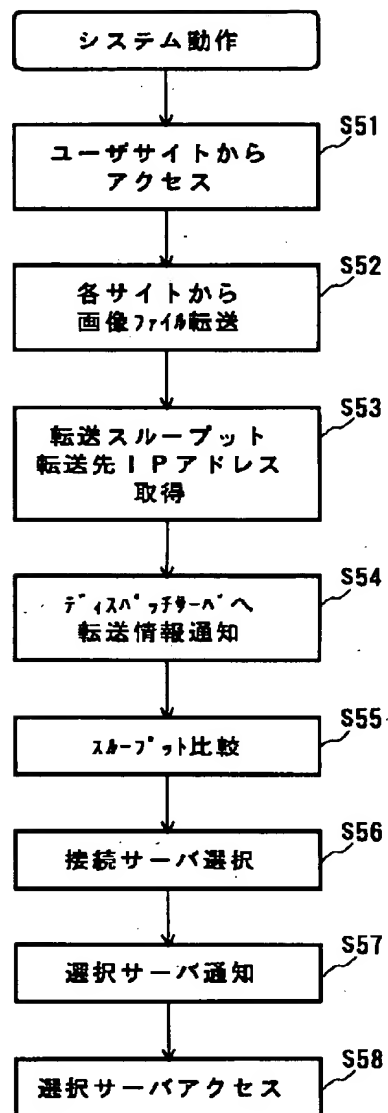 システム動作
S51
ユーザサイトから
アクセス
S52
各サイトから
画像ファイル転送
S53
転送スループット
転送先IPアドレス
取得
S54
ディスパッチサーバへ
転送情報通知
S55
スループット比較
S56
接続サーバ選択
S57
選択サーバ通知
S58
選択サーバアクセス